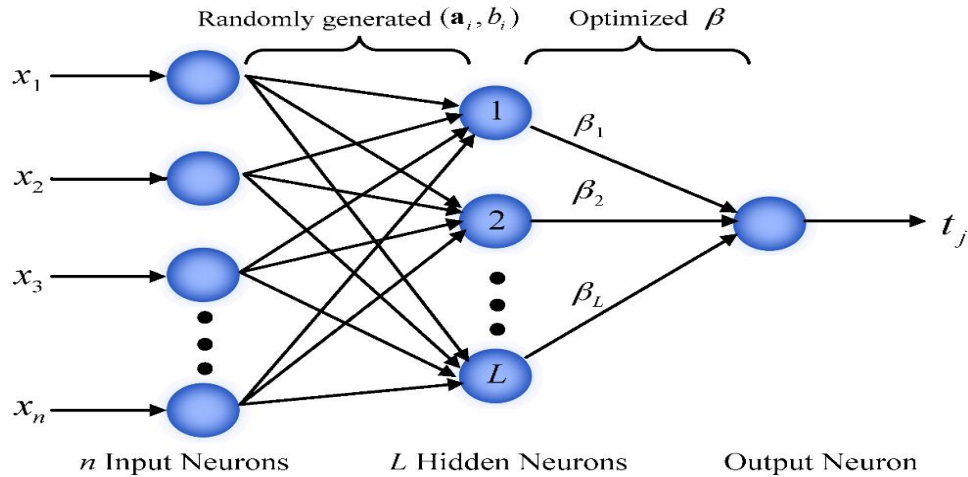 Randomly generated (a_i, b_i)
Optimized β
x_1
x_2
x_3
x_n
1
2
L
β_1
β_2
β_L
t_j
n Input Neurons
L Hidden Neurons
Output Neuron